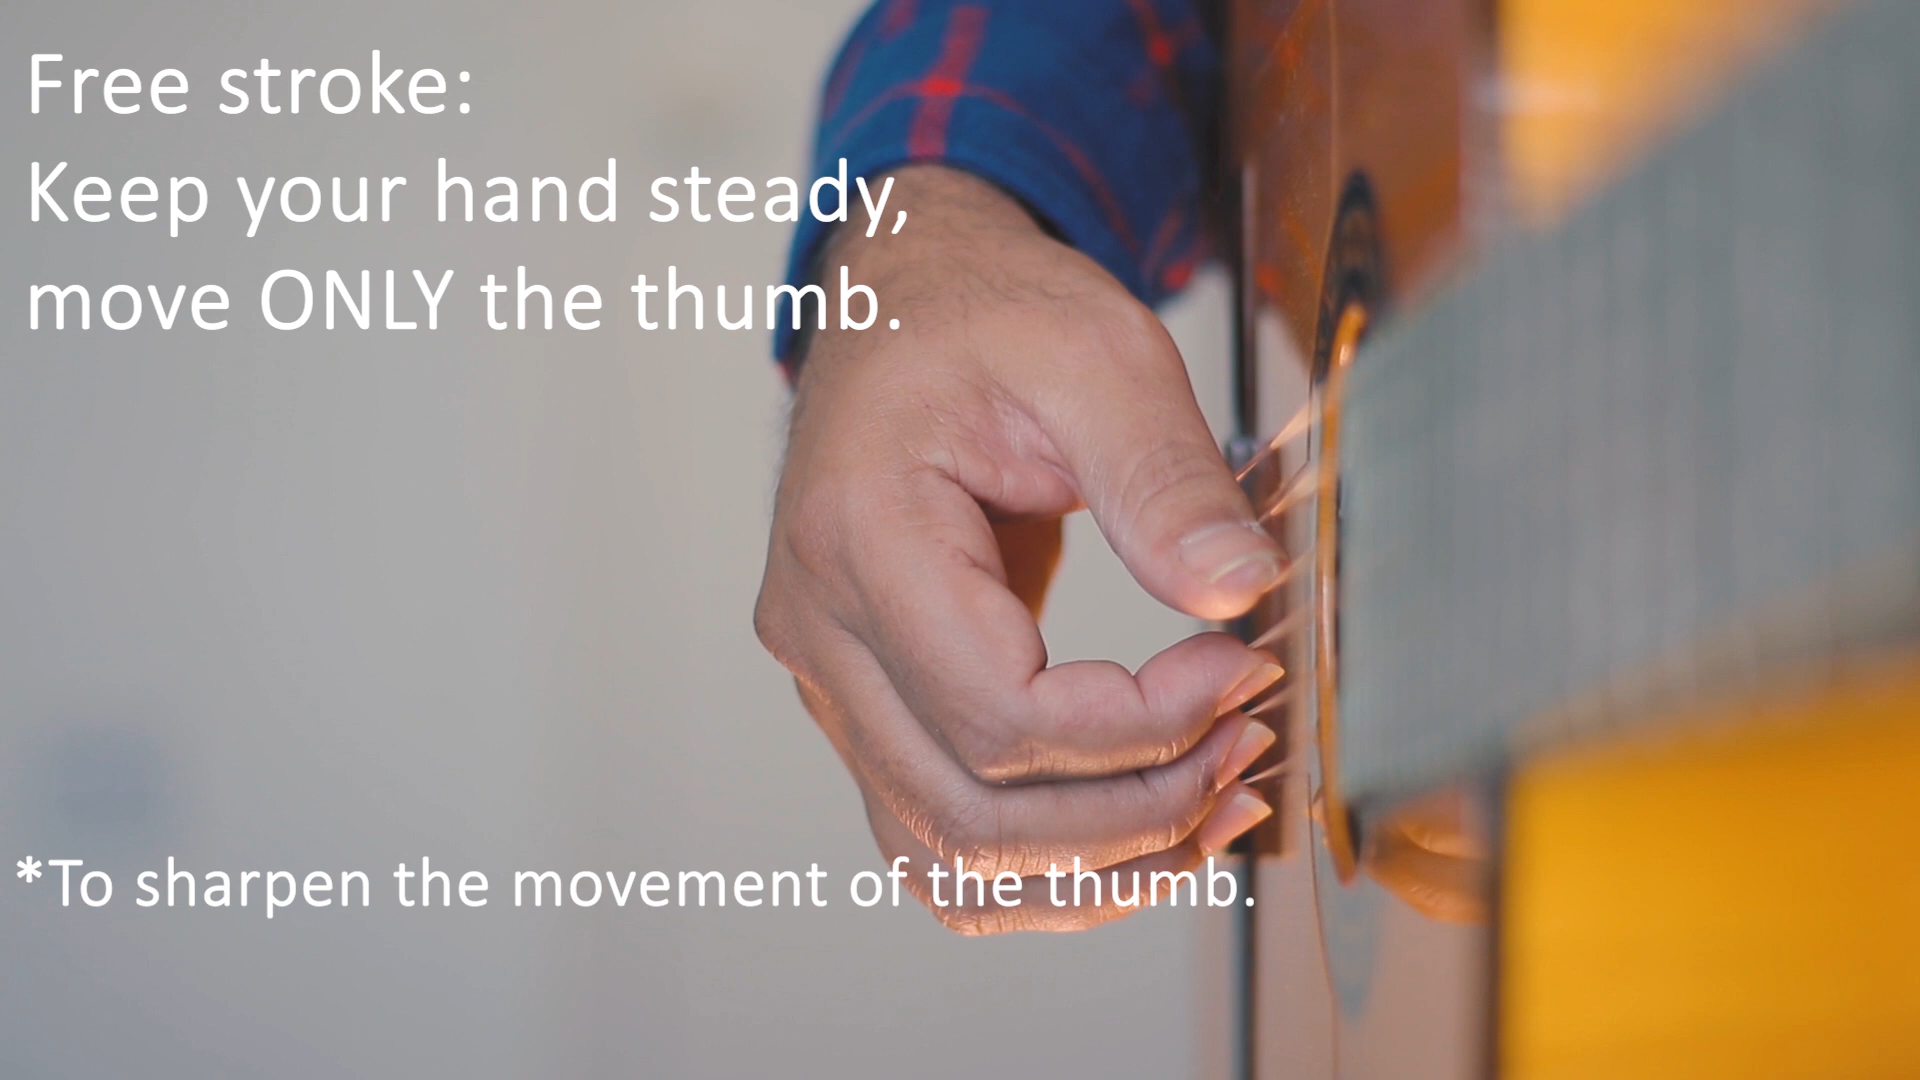 Free stroke:
Keep your hand steady,
move ONLY the thumb.
*To sharpen the movement of the thumb.